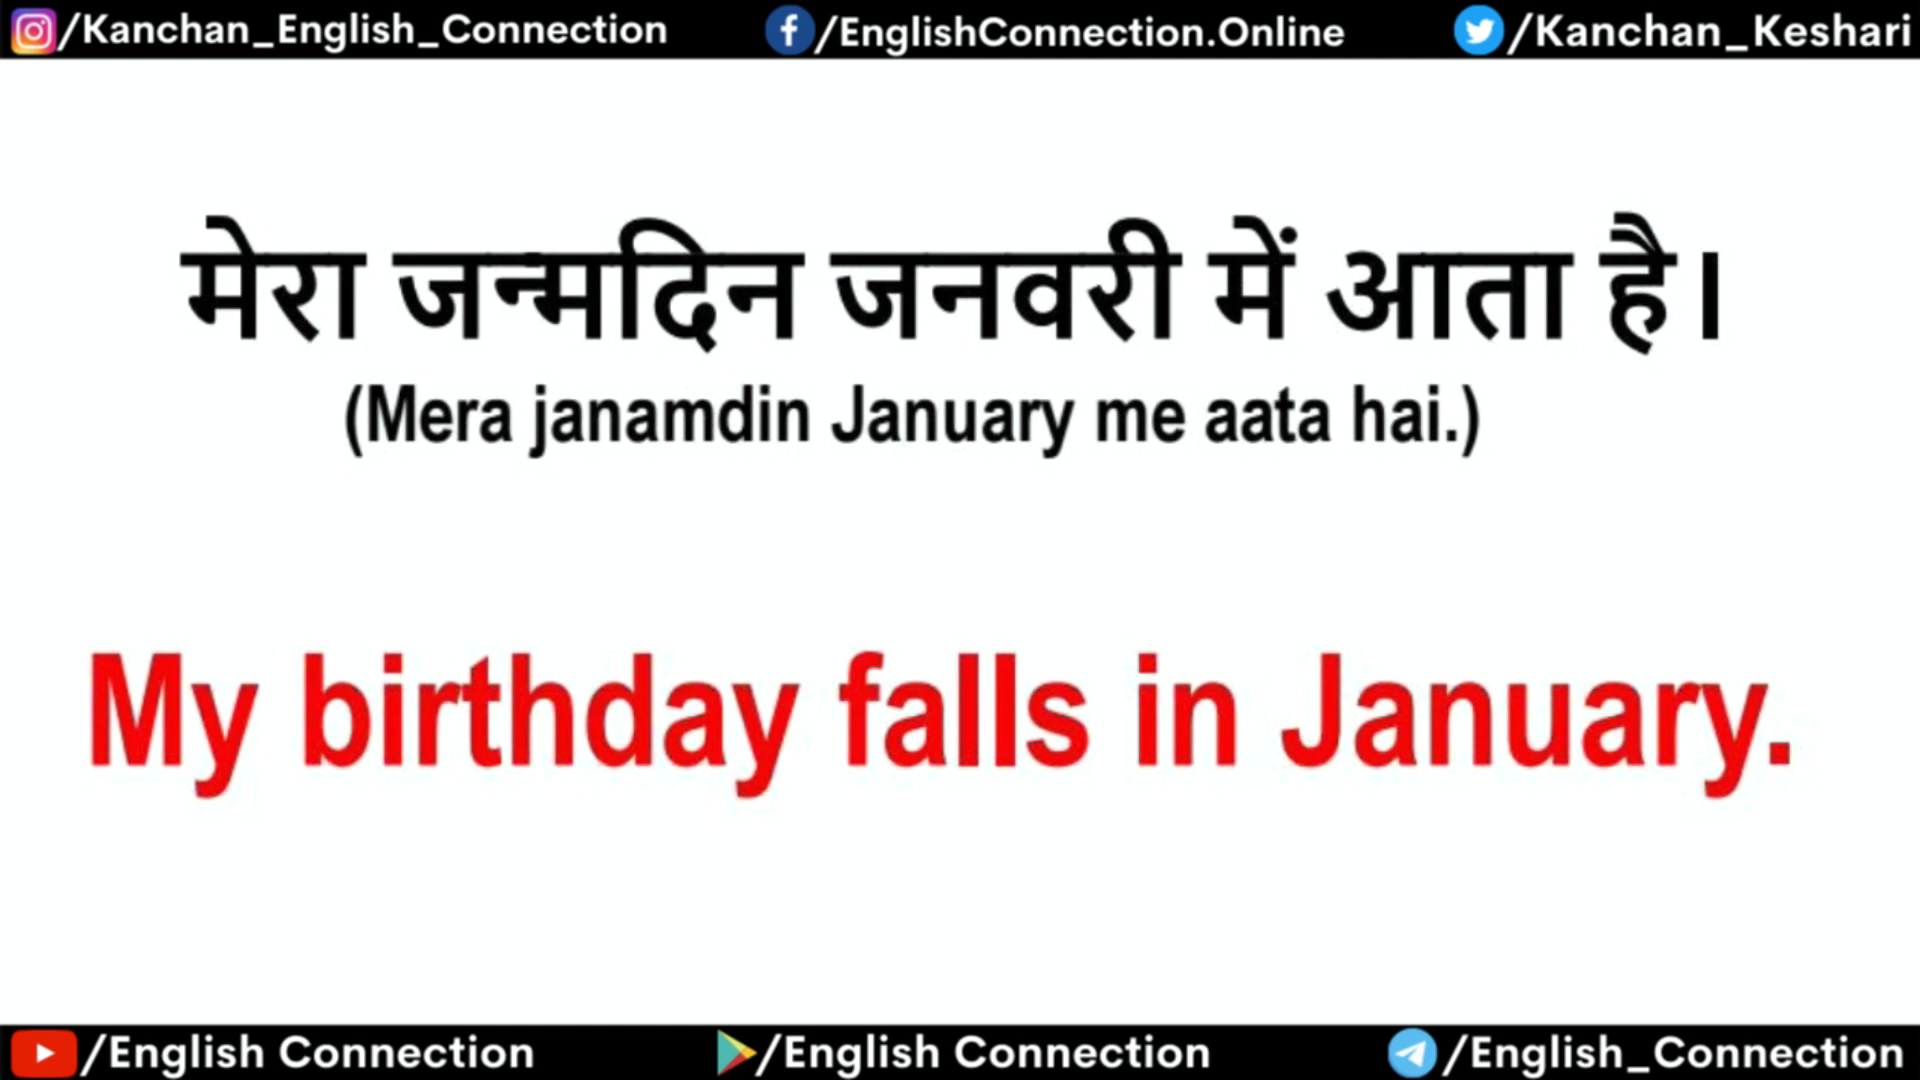 /Kanchan_English_Connection /EnglishConnection.Online /Kanchan_Keshari
मेरा जन्मदिन जनवरी में आता है।
(Mera janamdin January me aata hai.)
My birthday falls in January.
/English Connection /English Connection /English_Connection